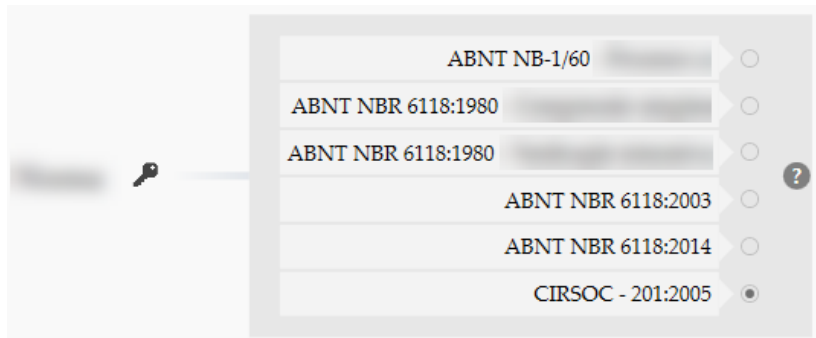 ABNT NB-1/60
ABNT NBR 6118:1980
ABNT NBR 6118:1980
?
ABNT NBR 6118:2003
ABNT NBR 6118:2014
CIRSOC - 201:2005